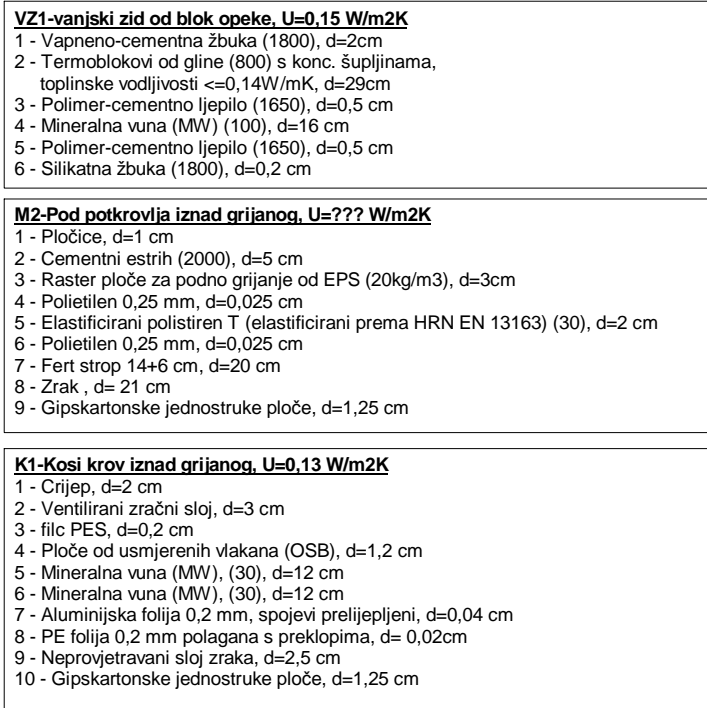 VZ1-vanjski zid od blok opeke, U=0,15 W/m2K
1 - Vapneno-cementna žbuka (1800), d=2cm
2 - Termoblokovi od gline (800) s konc. šupljinama,
toplinske vodljivosti <=0,14W/mK, d=29cm
3 - Polimer-cementno ljepilo (1650), d=0,5 cm
4 - Mineralna vuna (MW) (100), d=16 cm
5 - Polimer-cementno ljepilo (1650), d=0,5 cm
6 - Silikatna žbuka (1800), d=0,2 cm
M2-Pod potkrovlja iznad grijanog, U=??? W/m2K
1 - Pločice, d=1 cm
2 - Cementni estrih (2000), d=5 cm
3 - Raster ploče za podno grijanje od EPS (20kg/m3), d=3cm
4 - Polietilen 0,25 mm, d=0,025 cm
5 - Elastificirani polistiren T (elastificirani prema HRN EN 13163) (30), d=2 cm
6 - Polietilen 0,25 mm, d=0,025 cm
7 - Fert strop 14+6 cm, d=20 cm
8 - Zrak , d= 21 cm
9 - Gipskartonske jednostruke ploče, d=1,25 cm
K1-Kosi krov iznad grijanog, U=0,13 W/m2K
1 - Crijep, d=2 cm
2 - Ventilirani zračni sloj, d=3 cm
3 - filc PES, d=0,2 cm
4 - Ploče od usmjerenih vlakana (OSB), d=1,2 cm
5 - Mineralna vuna (MW), (30), d=12 cm
6 - Mineralna vuna (MW), (30), d=12 cm
7 - Aluminijska folija 0,2 mm, spojevi prelijepljeni, d=0,04 cm
8 - PE folija 0,2 mm polagana s preklopima, d= 0,02cm
9 - Neprovjetravani sloj zraka, d=2,5 cm
10 - Gipskartonske jednostruke ploče, d=1,25 cm